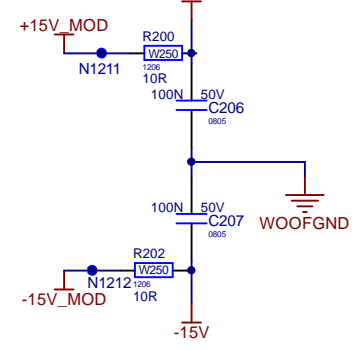 +15V_MOD
R200
W250
1206
10R
N1211
100N 50V
C206
0805
100N 50V
C207
0805
WOOFGND
R202
W250
1206
10R
N1212
-15V_MOD
-15V